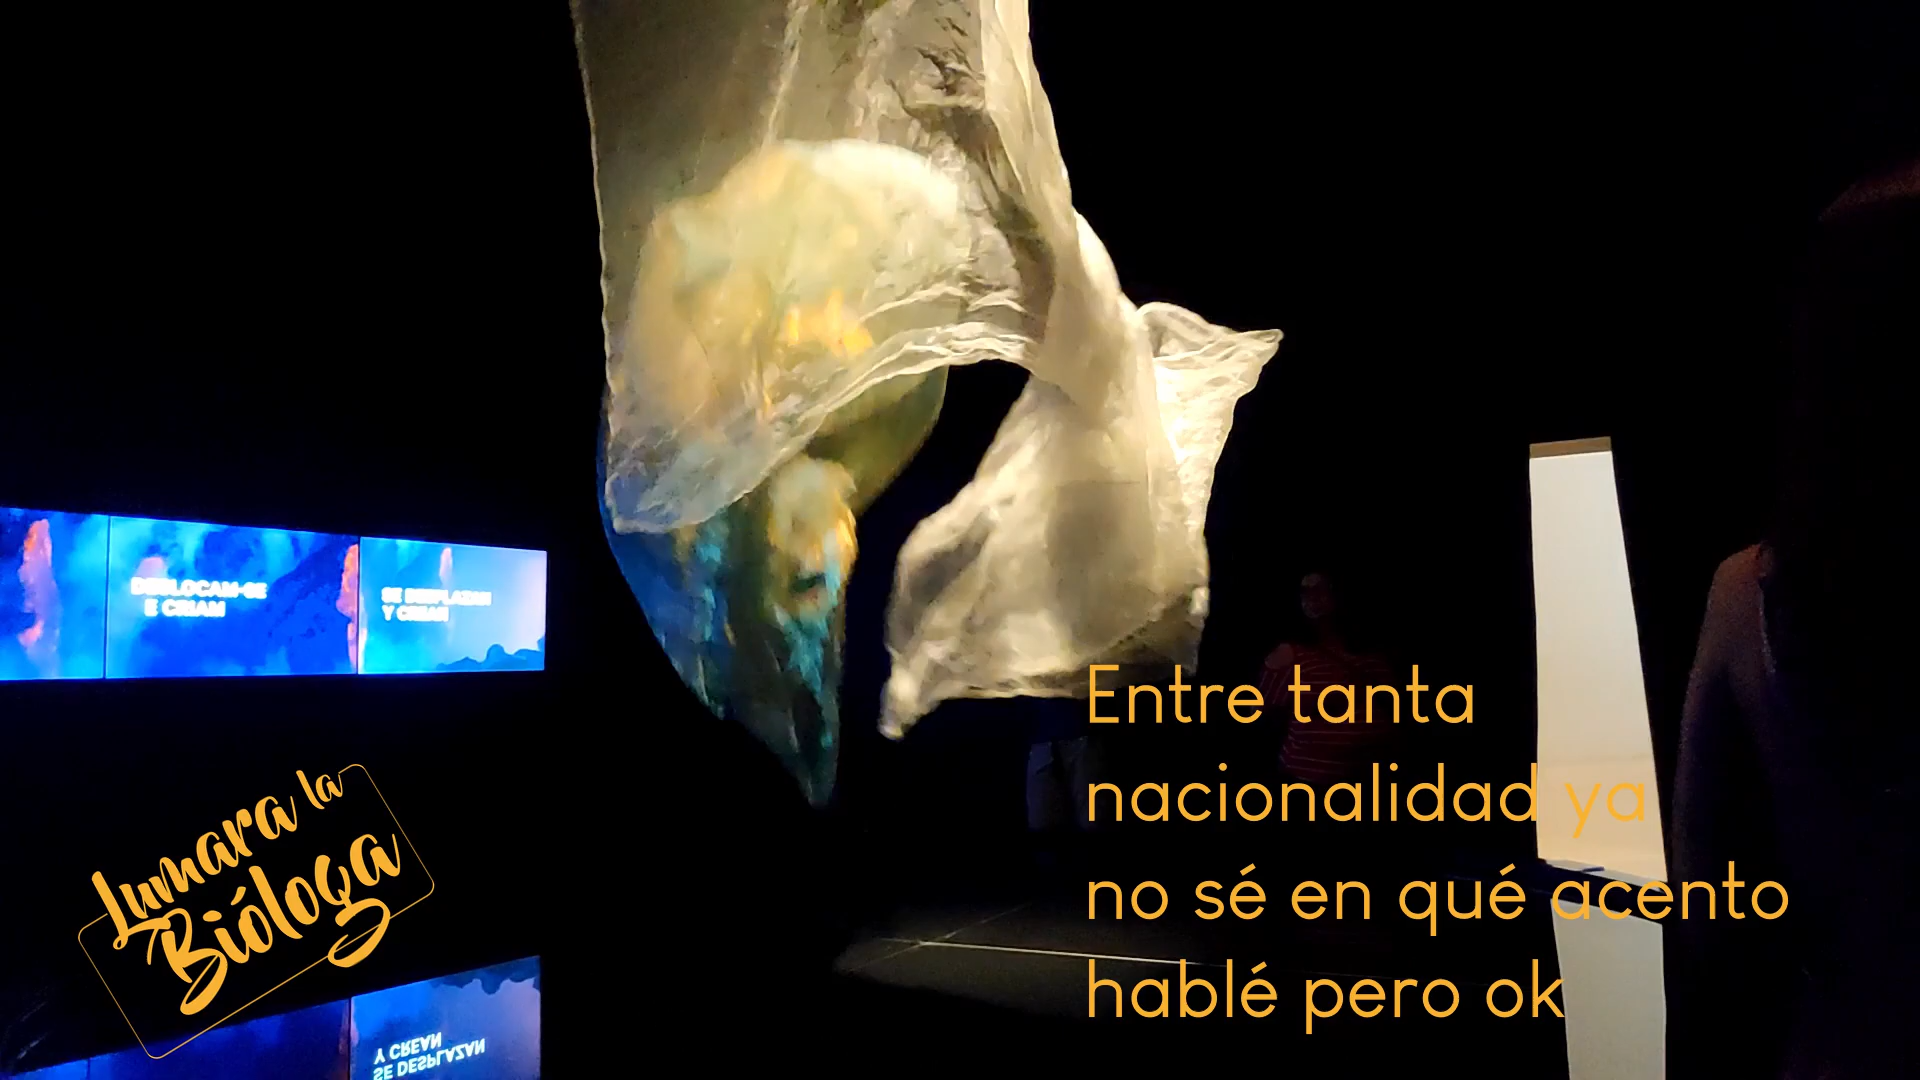 DESLOCAM-SE
E CRIAM
SE DESPLAZAN
Y CREAN
Lumara la
Bióloga
Entre tanta
nacionalidad ya
no sé en qué acento
hablé pero ok
Y CREAN
SE DESPLAZAN